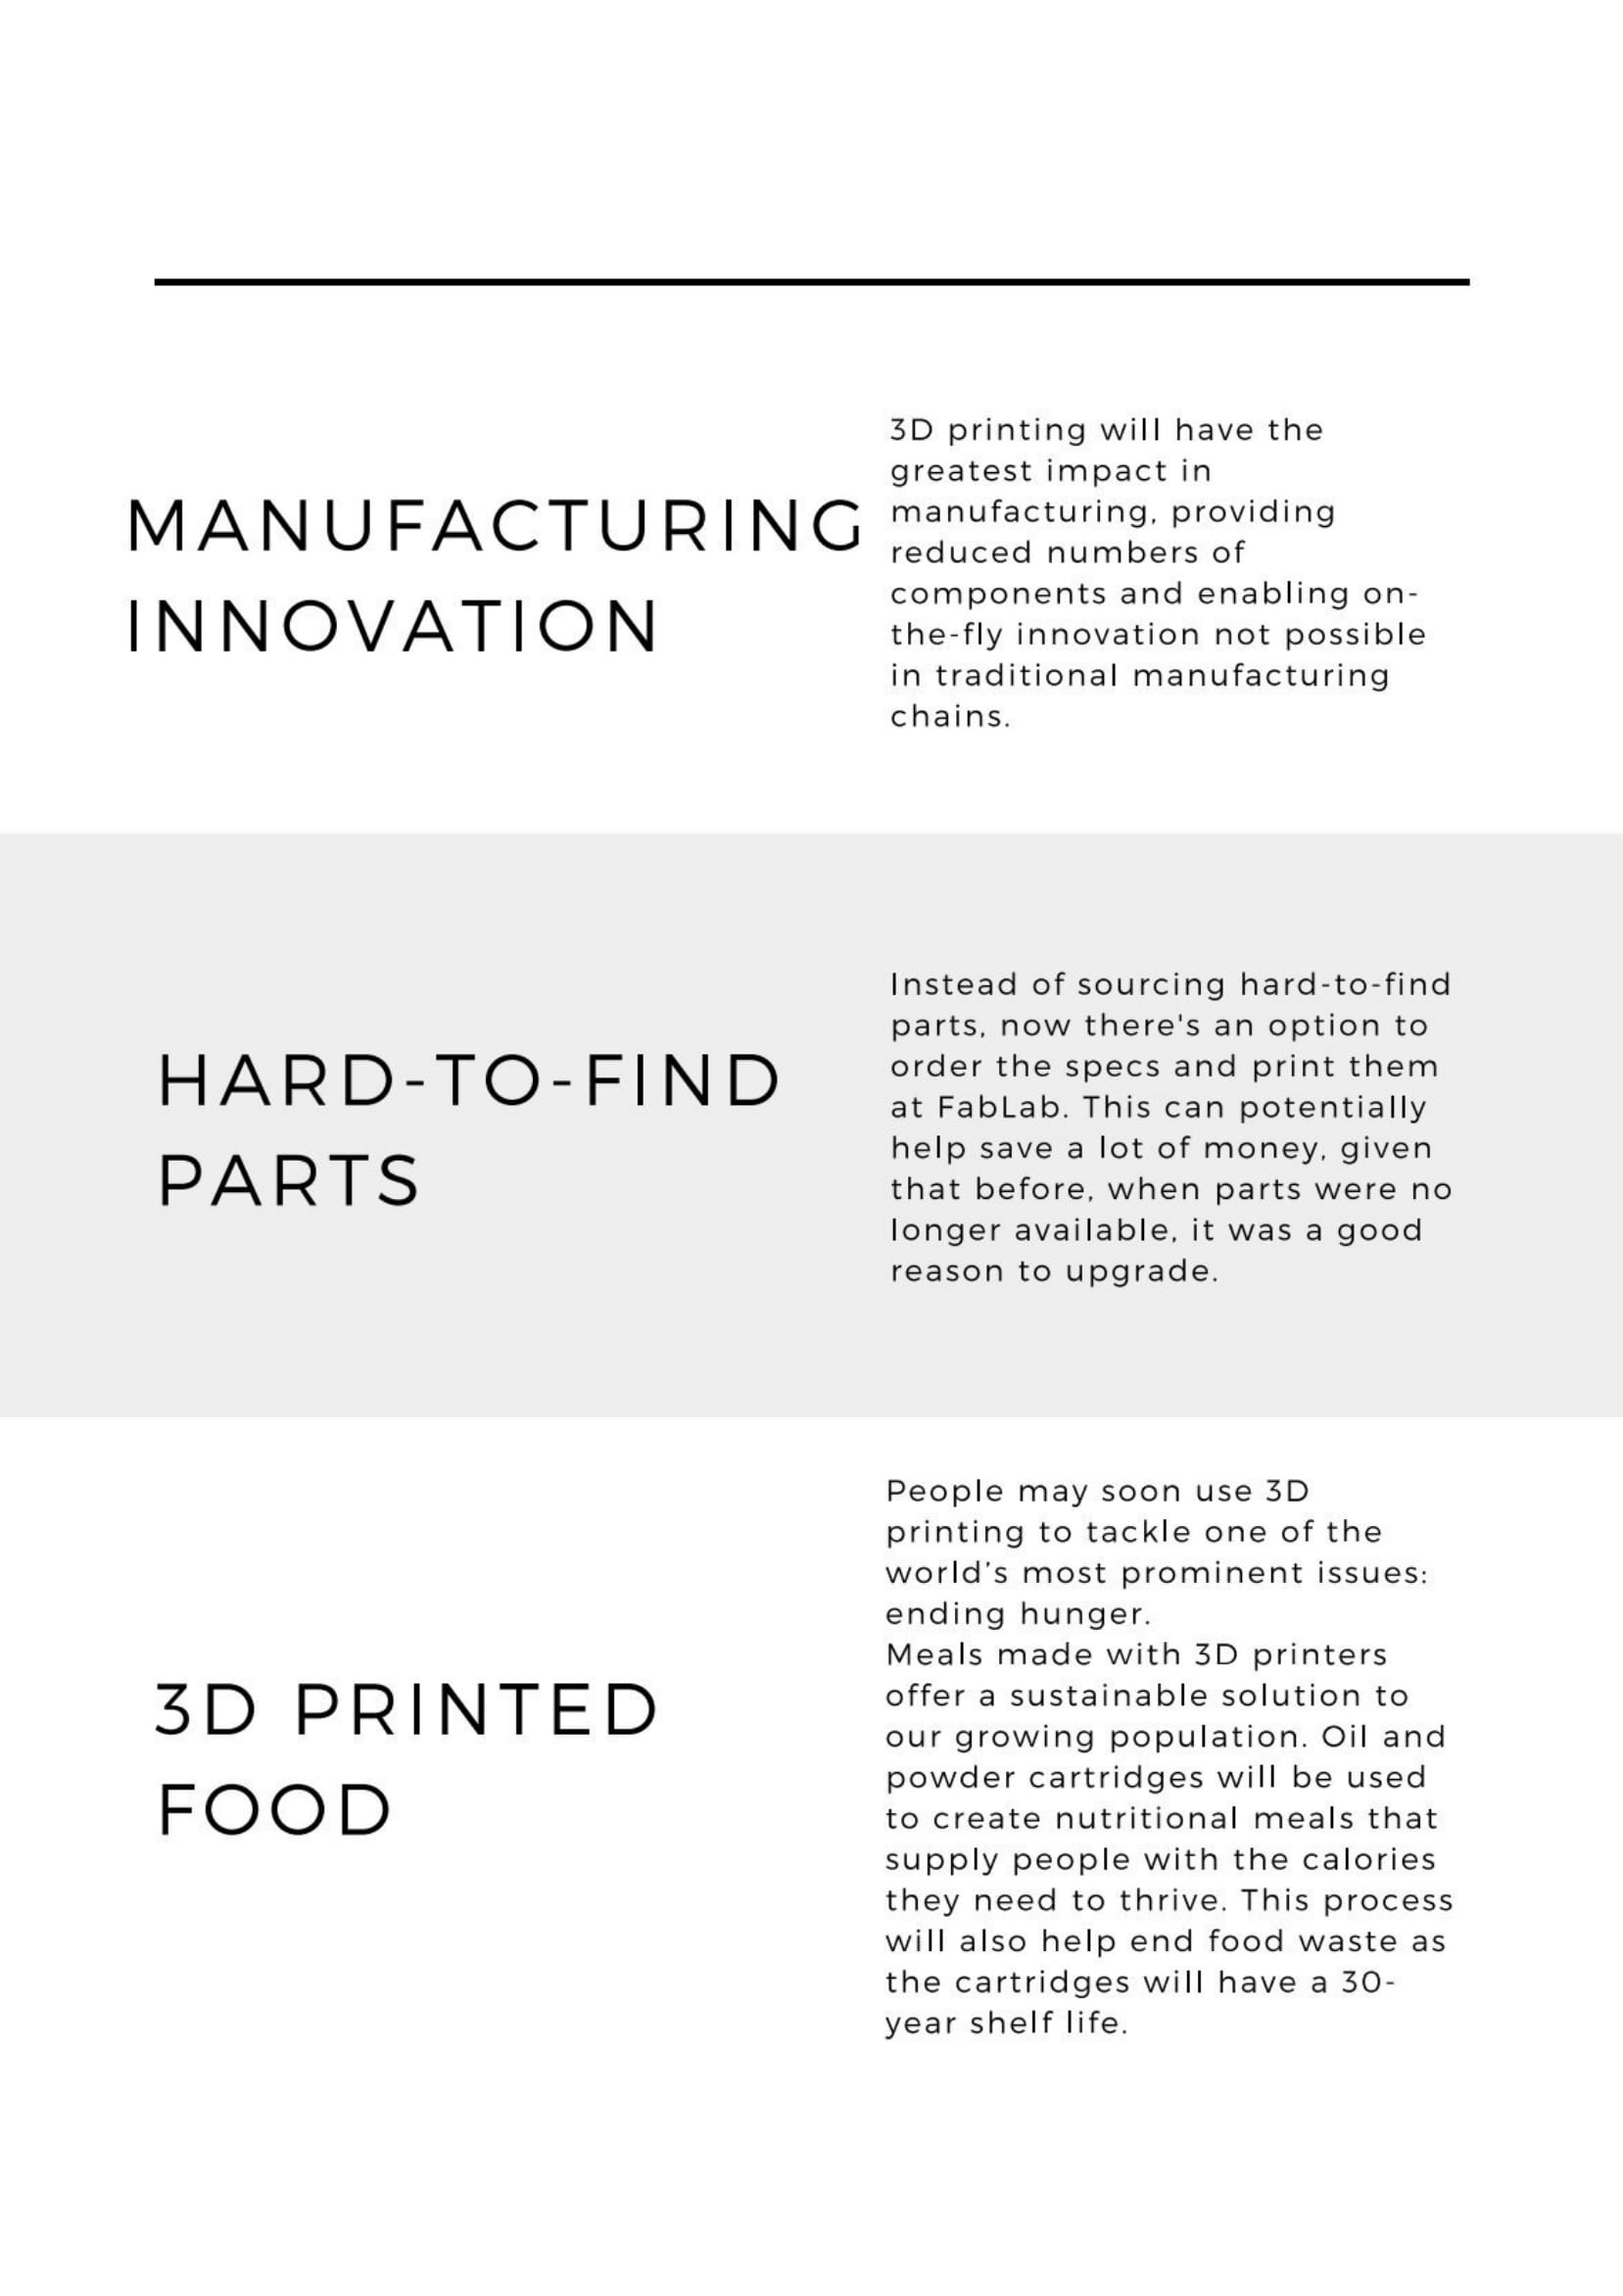 MANUFACTURING
INNOVATION
3D printing will have the
greatest impact in
manufacturing, providing
reduced numbers of
components and enabling on-
the-fly innovation not possible
in traditional manufacturing
chains.
HARD-TO-FIND
PARTS
Instead of sourcing hard-to-find
parts, now there's an option to
order the specs and print them
at FabLab. This can potentially
help save a lot of money, given
that before, when parts were no
longer available, it was a good
reason to upgrade.
3D PRINTED
FOOD
People may soon use 3D
printing to tackle one of the
world’s most prominent issues:
ending hunger.
Meals made with 3D printers
offer a sustainable solution to
our growing population. Oil and
powder cartridges will be used
to create nutritional meals that
supply people with the calories
they need to thrive. This process
will also help end food waste as
the cartridges will have a 30-
year shelf life.